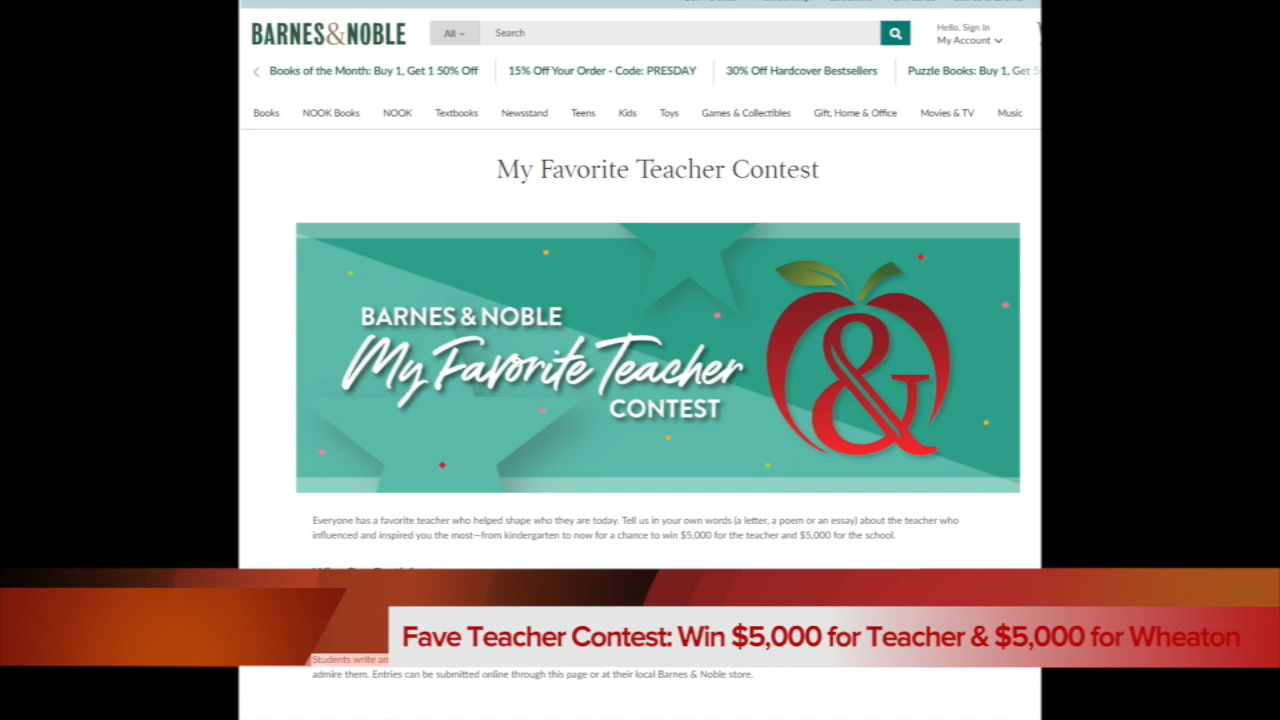 BARNES&NOBLE
All
Search
Hello, Sign In
My Account
Books of the Month: Buy 1, Get 1 50% Off
15% Off Your Order - Code: PRESDAY
30% Off Hardcover Bestsellers
Puzzle Books: Buy 1, Get 5
Books
NOOK Books
NOOK
Textbooks
Newsstand
Teens
Kids
Toys
Games & Collectibles
Gift, Home & Office
Movies & TV
Music
My Favorite Teacher Contest
BARNES & NOBLE
My Favorite Teacher
CONTEST
&
Everyone has a favorite teacher who helped shape who they are today. Tell us in your own words (a letter, a poem or an essay) about the teacher who
influenced and inspired you the most—from kindergarten to now for a chance to win $5,000 for the teacher and $5,000 for the school.
Fave Teacher Contest: Win $5,000 for Teacher & $5,000 for Wheaton
Students write an
admire them. Entries can be submitted online through this page or at their local Barnes & Noble store.